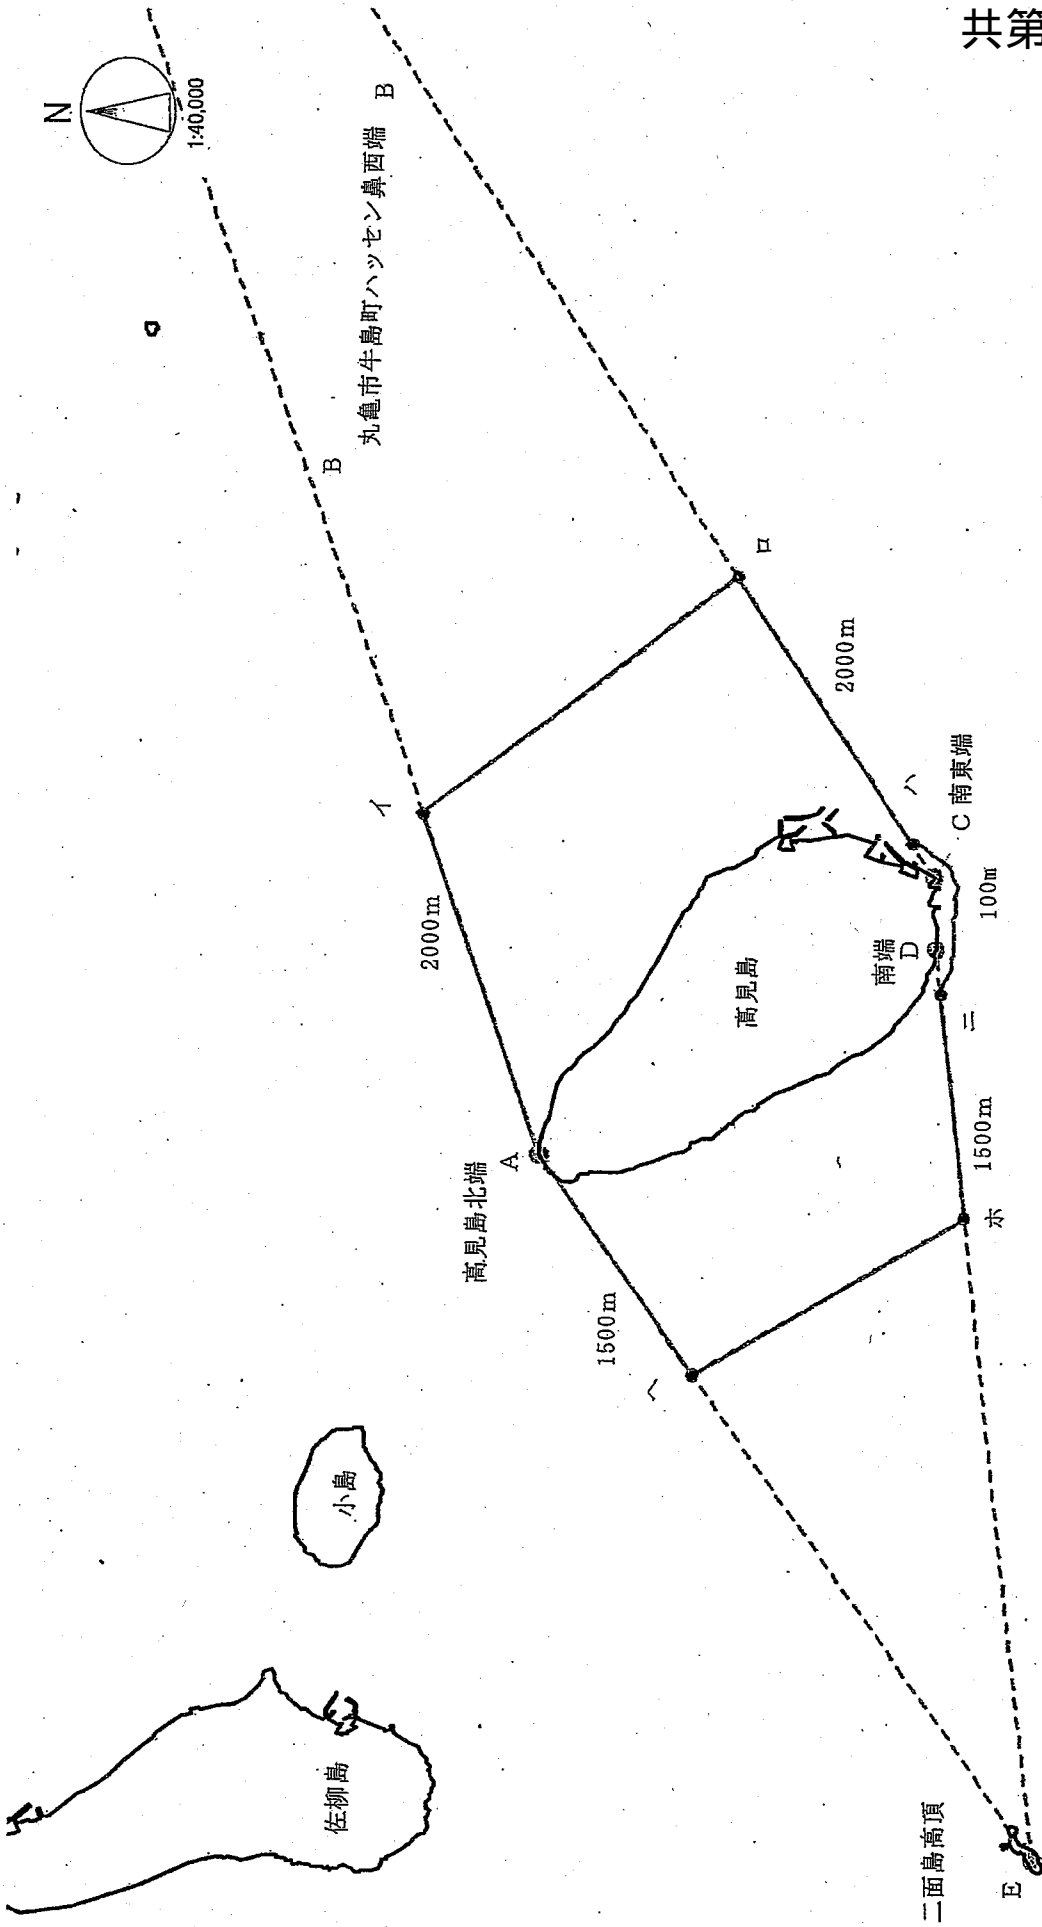 共第
N
1:40,000
B
丸亀市牛島町ハッセン鼻西端
B
イ
ロ
2000m
2000m
ハ
C 南東端
100m
南端
D
ニ
高見島
高見島北端
A
1500m
1500m
ホ
ヘ
小島
佐柳島
二面島高頂
E